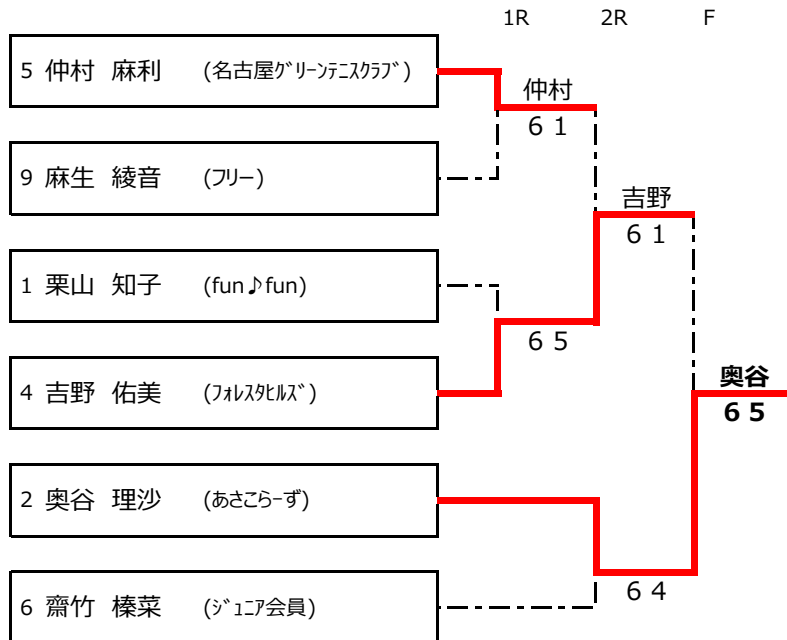 1R 2R F
5 仲村 麻利 (名古屋ｸﾞﾘｰﾝﾃﾆｽｸﾗﾌﾞ)
仲村
6 1
9 麻生 綾音 (フリー)
吉野
6 1
1 栗山 知子 (fun♪fun)
6 5
4 吉野 佑美 (ﾌｫﾚｽﾀﾋﾙｽﾞ)
奥谷
6 5
2 奥谷 理沙 (あさこらーず)
6 4
6 齋竹 榛菜 (ｼﾞｭﾆｱ会員)